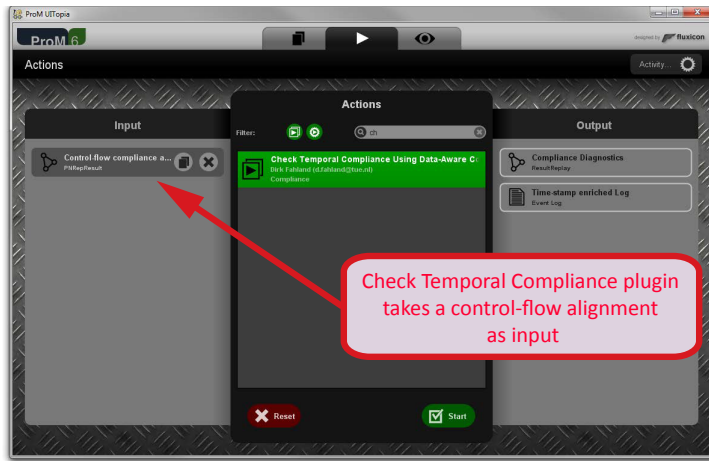 ProM UITopia
ProM 6
designed by fluxicon
Actions
Activity...
Input
Control-flow compliance a...
PNRepResult
Actions
Filter:
ch
Check Temporal Compliance Using Data-Aware C
Dirk Fahland (d.fahland@tue.nl)
Compliance
Reset
Start
Output
Compliance Diagnostics
ResultReplay
Time-stamp enriched Log
Event Log
Check Temporal Compliance plugin
takes a control-flow alignment
as input